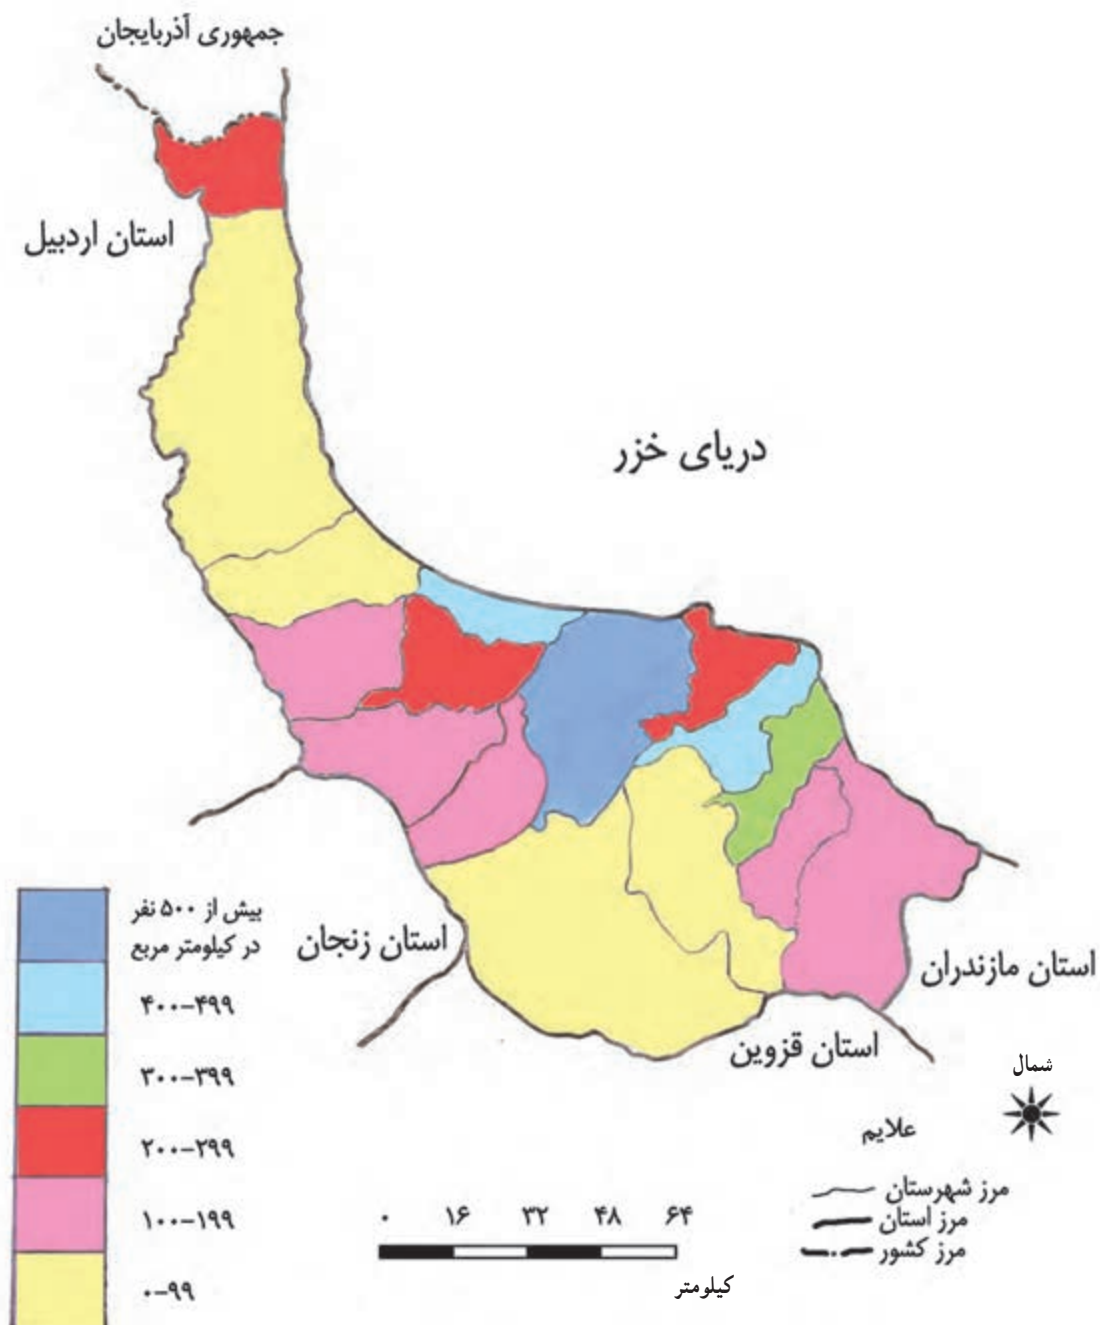 جمهوری آذربایجان
استان اردبیل
دریای خزر
بیش از ۵۰۰ نفر
در کیلومتر مربع
۴۰۰-۴۹۹
۳۰۰-۳۹۹
۲۰۰-۲۹۹
۱۰۰-۱۹۹
۰-۹۹
استان زنجان
استان مازندران
استان قزوین
شمال
علایم
مرز شهرستان
مرز استان
مرز کشور
۰ ۱۶ ۳۲ ۴۸ ۶۴
کیلومتر